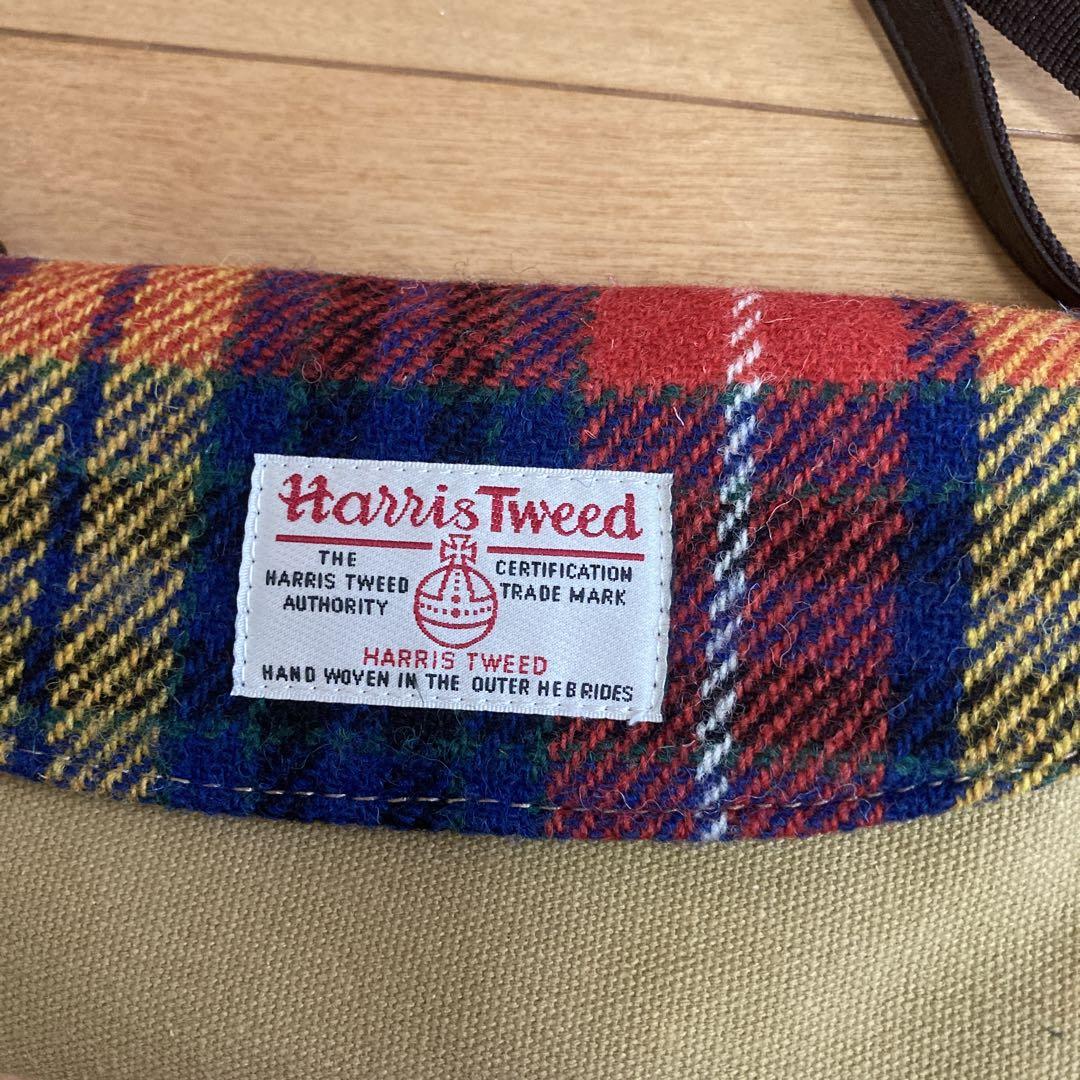 Harris Tweed
THE
HARRIS TWEED
AUTHORITY
CERTIFICATION
TRADE MARK
HARRIS TWEED
HAND WOVEN IN THE OUTER HEBRIDES